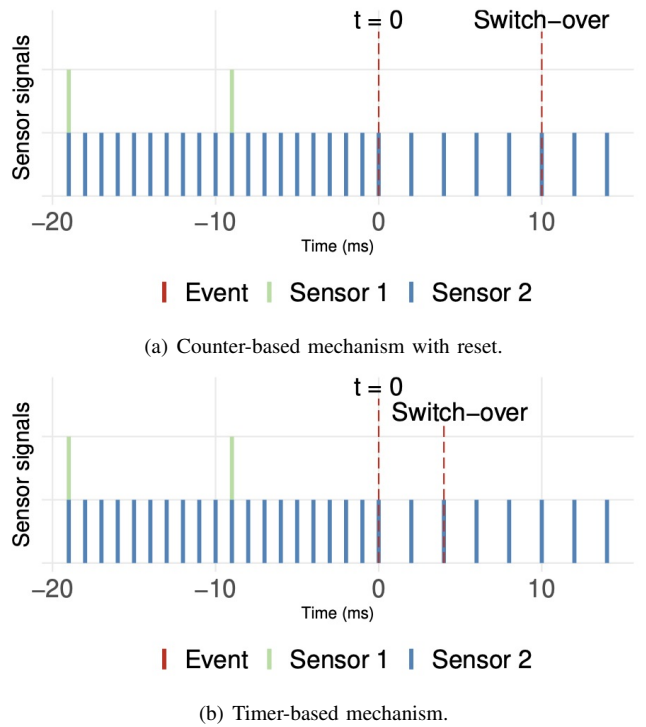 t = 0 Switch−over
Sensor signals
−20 −10 0 10
Time (ms)
Event Sensor 1 Sensor 2
(a) Counter-based mechanism with reset.
t = 0
Switch−over
Sensor signals
−20 −10 0 10
Time (ms)
Event Sensor 1 Sensor 2
(b) Timer-based mechanism.